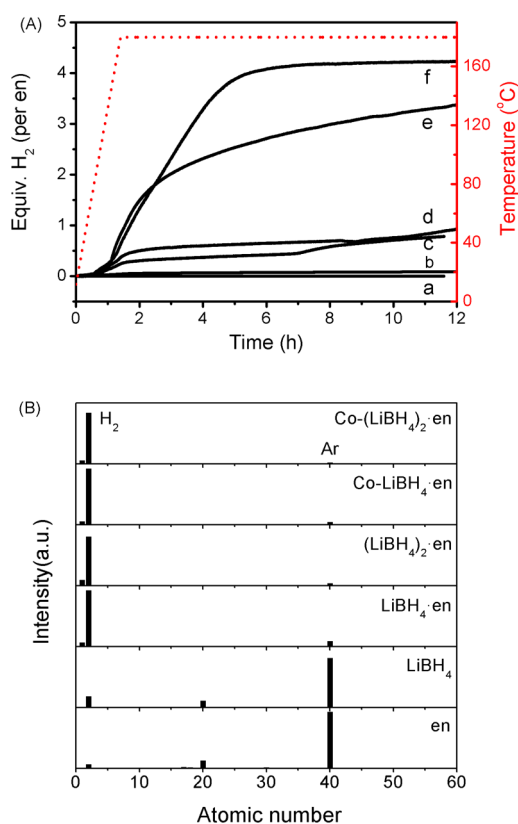 (A)
Equiv. H₂ (per en)
5
4
3
2
1
0
f
e
d
c
b
a
160
120
80
40
0
Temperature (°C)
0 2 4 6 8 10 12
Time (h)
(B)
Intensity(a.u.)
H₂
Co-(LiBH₄)₂·en
Ar
Co-LiBH₄·en
(LiBH₄)₂·en
LiBH₄·en
LiBH₄
en
0 10 20 30 40 50 60
Atomic number